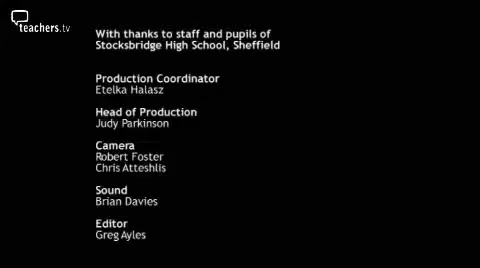 teachers.tv
With thanks to staff and pupils of
Stocksbridge High School, Sheffield
Production Coordinator
Etelka Halasz
Head of Production
Judy Parkinson
Camera
Robert Foster
Chris Atteshlis
Sound
Brian Davies
Editor
Greg Ayles